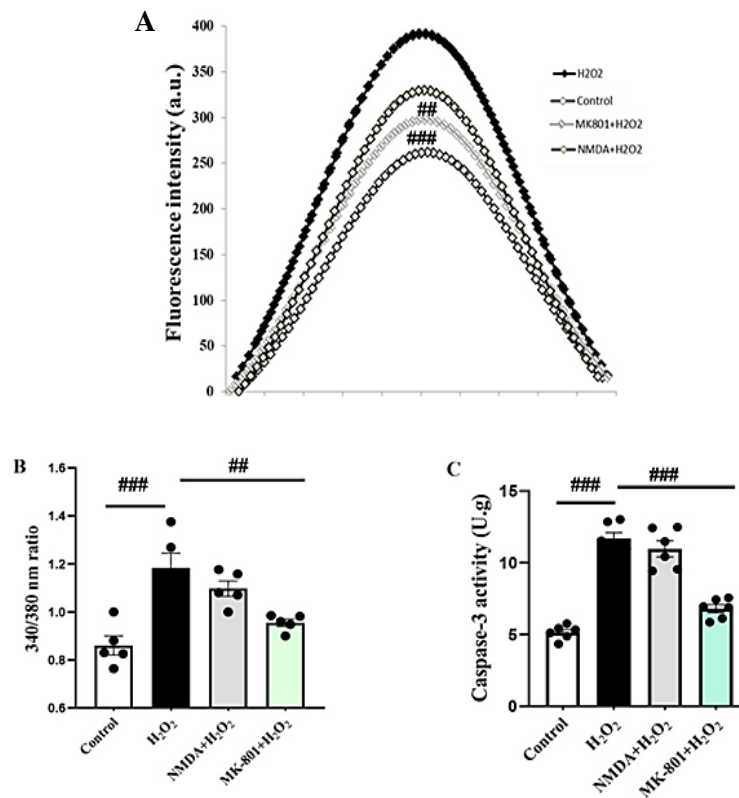 A
Fluorescence intensity (a.u.)
400
350
300
250
200
150
100
50
0
##
###
H2O2
Control
MK801+H2O2
NMDA+H2O2
B
340/380 nm ratio
1.6
1.4
1.2
1.0
0.8
0.6
###
##
Control
H₂O₂
NMDA+H₂O₂
MK-801+H₂O₂
C
Caspase-3 activity (U.g)
15
10
5
0
###
###
Control
H₂O₂
NMDA+H₂O₂
MK-801+H₂O₂